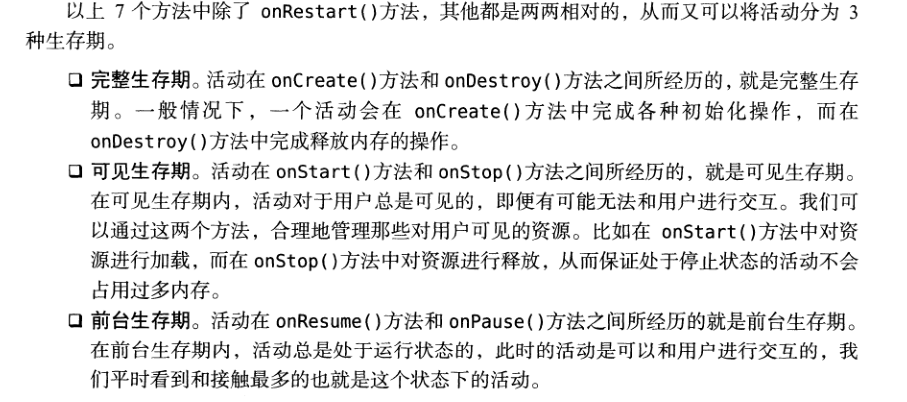 以上 7 个方法中除了 onRestart()方法，其他都是两两相对的，从而又可以将活动分为 3
种生存期。
❑ 完整生存期。活动在 onCreate()方法和 onDestroy()方法之间所经历的，就是完整生存
期。一般情况下，一个活动会在 onCreate()方法中完成各种初始化操作，而在
onDestroy()方法中完成释放内存的操作。
❑ 可见生存期。活动在 onStart()方法和 onStop()方法之间所经历的，就是可见生存期。
在可见生存期内，活动对于用户总是可见的，即便有可能无法和用户进行交互。我们可
以通过这两个方法，合理地管理那些对用户可见的资源。比如在 onStart()方法中对资
源进行加载，而在 onStop()方法中对资源进行释放，从而保证处于停止状态的活动不会
占用过多内存。
❑ 前台生存期。活动在 onResume()方法和 onPause()方法之间所经历的就是前台生存期。
在前台生存期内，活动总是处于运行状态的，此时的活动是可以和用户进行交互的，我
们平时看到和接触最多的也就是这个状态下的活动。